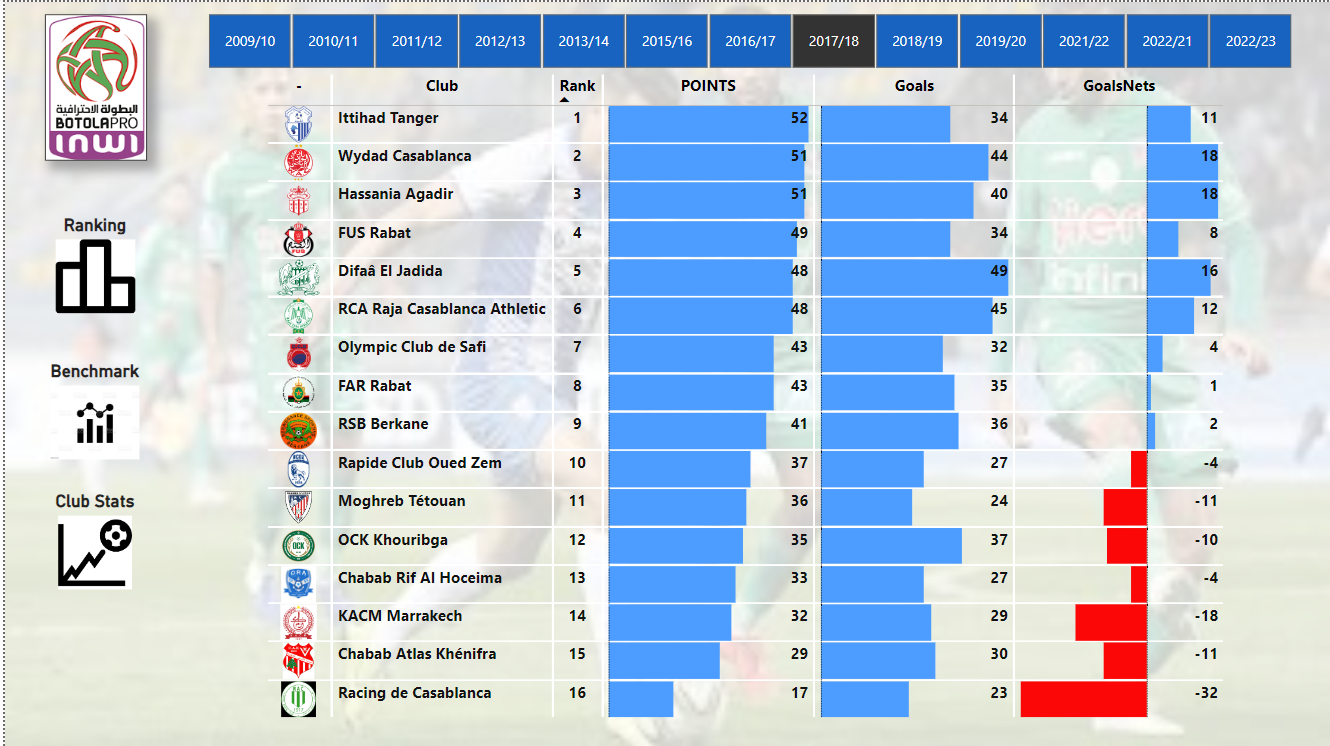 2009/10 2010/11 2011/12 2012/13 2013/14 2015/16 2016/17 2017/18 2018/19 2019/20 2021/22 2022/21 2022/23
البطولة الاحترافية
BOTOLAPRO
inwi
- Club Rank POINTS Goals GoalsNets
Ittihad Tanger 1 52 34 11
Wydad Casablanca 2 51 44 18
Hassania Agadir 3 51 40 18
FUS Rabat 4 49 34 8
Difaâ El Jadida 5 48 49 16
RCA Raja Casablanca Athletic 6 48 45 12
Olympic Club de Safi 7 43 32 4
FAR Rabat 8 43 35 1
RSB Berkane 9 41 36 2
Rapide Club Oued Zem 10 37 27 -4
Moghreb Tétouan 11 36 24 -11
OCK Khouribga 12 35 37 -10
Chabab Rif Al Hoceima 13 33 27 -4
KACM Marrakech 14 32 29 -18
Chabab Atlas Khénifra 15 29 30 -11
Racing de Casablanca 16 17 23 -32
Ranking
Benchmark
Club Stats
FUS
OCK